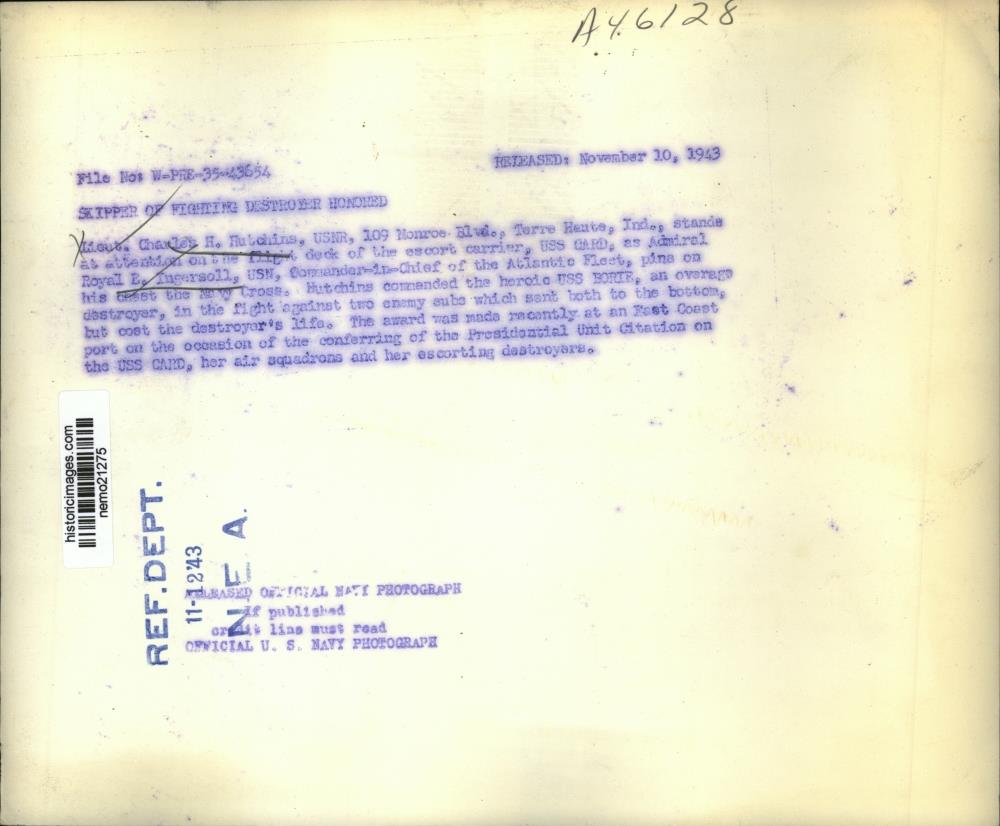 A46128
File No: W-PRE-35-43654
RELEASED: November 10, 1943
SKIPPER OF FIGHTING DESTROYER HONORED
Lieut. Charles H. Hutchins, USNR, 109 Monroe Blvd., Terre Haute, Ind., stands
at attention on the flight deck of the escort carrier, USS CARD, as Admiral
Royal E. Ingersoll, USN, Commander-in-Chief of the Atlantic Fleet, pins on
his chest the Navy Cross. Hutchins commanded the heroic USS BORIE, an overage
destroyer, in the fight against two enemy subs which sent both to the bottom,
but cost the destroyer's life. The award was made recently at an East Coast
port on the occasion of the conferring of the Presidential Unit Citation on
the USS CARD, her air squadrons and her escorting destroyers.
historicimages.com
nemo21275
REF. DEPT.
11-12'43
N E A.
RELEASED OFFICIAL NAVY PHOTOGRAPH
if published
credit line must read
OFFICIAL U. S. NAVY PHOTOGRAPH